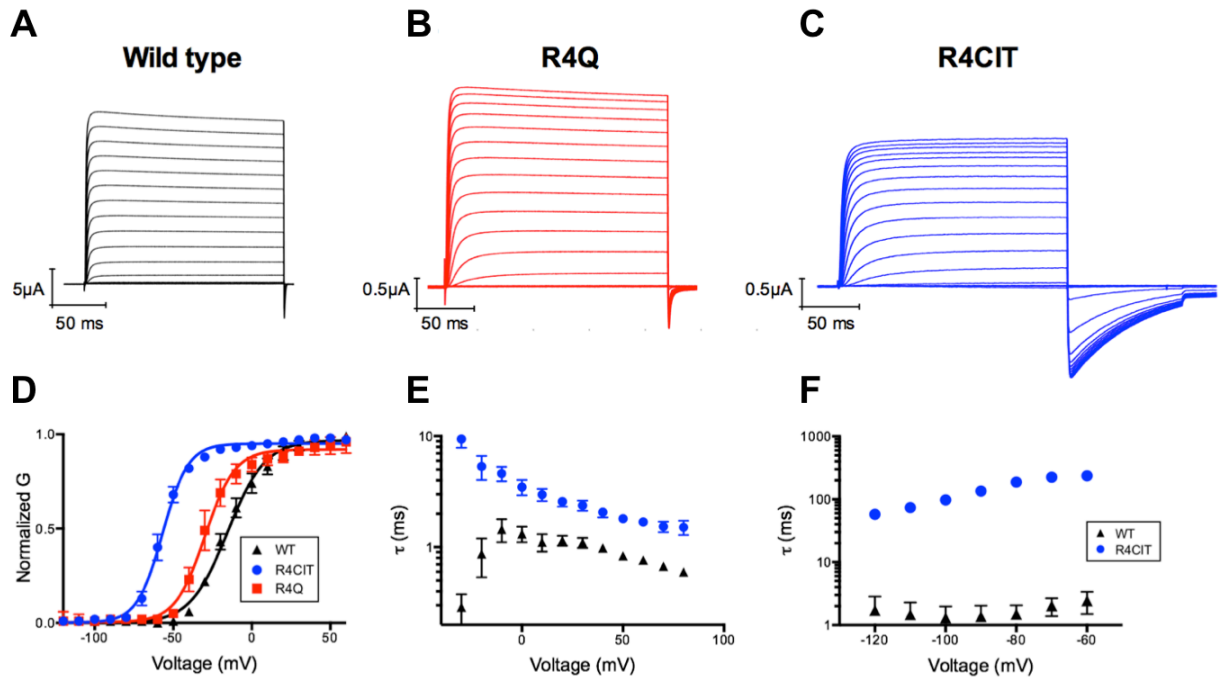 A
Wild type
5µA
50 ms
B
R4Q
0.5µA
50 ms
C
R4CIT
0.5µA
50 ms
D
Normalized G
1.0
0.5
0.0
-100
-50
0
50
Voltage (mV)
WT
R4CIT
R4Q
E
τ (ms)
10
1
0
50
100
Voltage (mV)
F
τ (ms)
1000
100
10
1
-120
-100
-80
-60
Voltage (mV)
WT
R4CIT